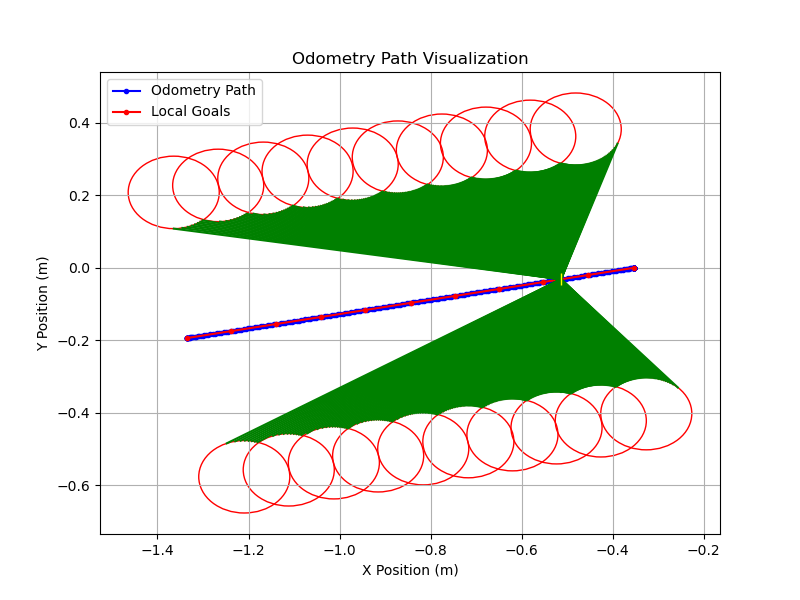 Odometry Path Visualization
Odometry Path
Local Goals
Y Position (m)
0.4
0.2
0.0
−0.2
−0.4
−0.6
−1.4 −1.2 −1.0 −0.8 −0.6 −0.4 −0.2
X Position (m)